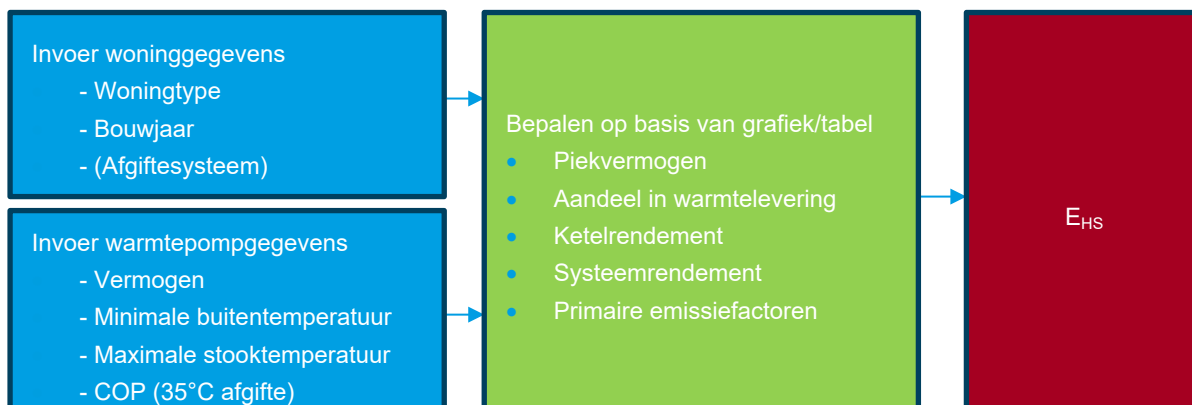 Invoer woninggegevens
- Woningtype
- Bouwjaar
- (Afgiftesysteem)
Invoer warmtepompgegevens
- Vermogen
- Minimale buitentemperatuur
- Maximale stooktemperatuur
- COP (35°C afgifte)
Bepalen op basis van grafiek/tabel
• Piekvermogen
• Aandeel in warmtelevering
• Ketelrendement
• Systeemrendement
• Primaire emissiefactoren
E_HS